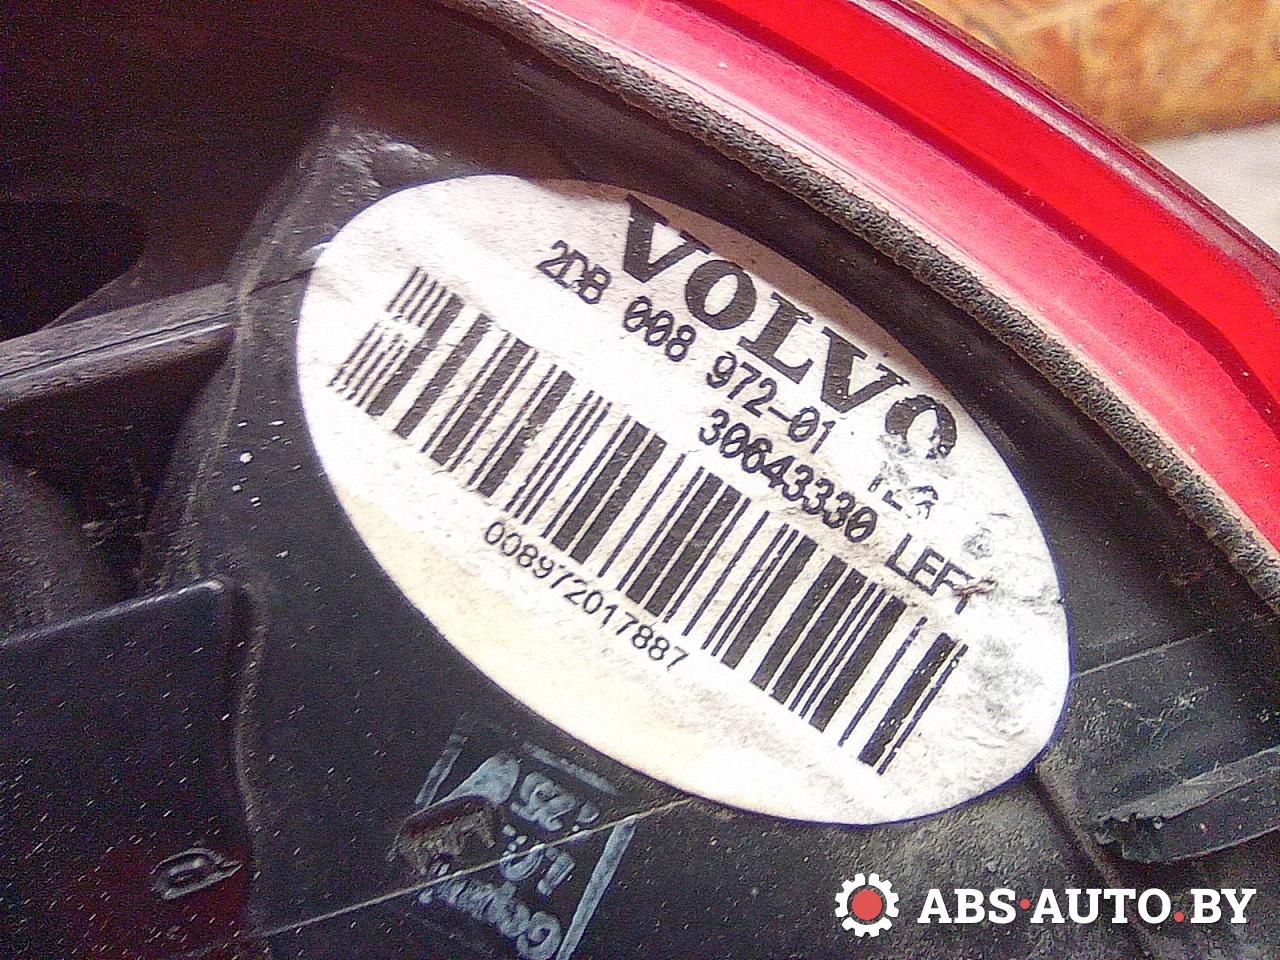 VOLVO
2DB 008 972-01
30643330 LEFT
008972017887
ABS·AUTO.BY